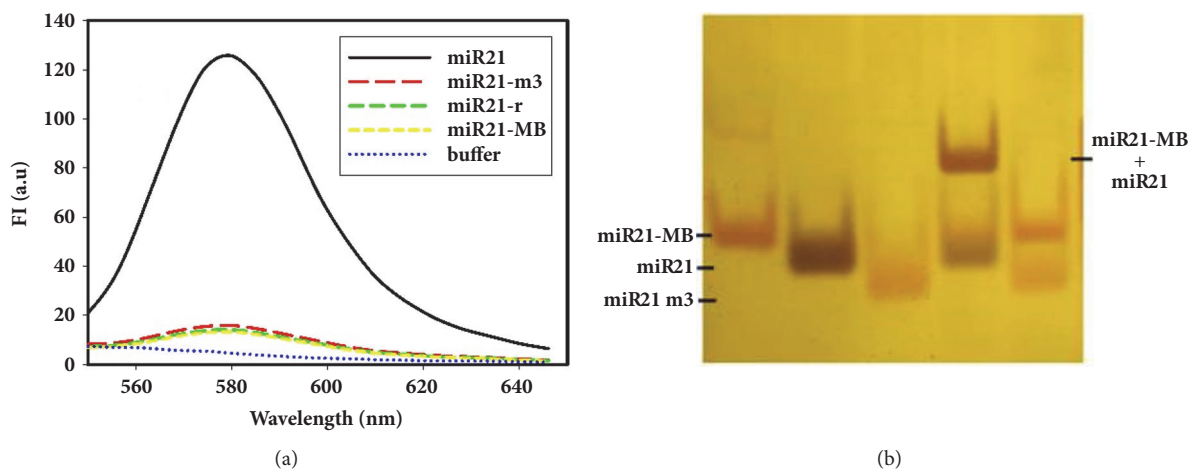 140
120
100
80
60
40
20
0
FI (a.u)
560
580
600
620
640
Wavelength (nm)
miR21
miR21-m3
miR21-r
miR21-MB
buffer
(a)
miR21-MB
miR21
miR21 m3
miR21-MB
+
miR21
(b)